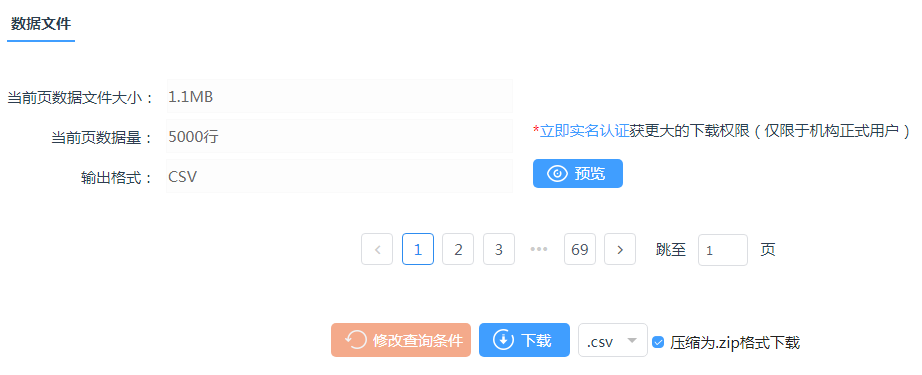 数据文件
当前页数据文件大小： 1.1MB
当前页数据量： 5000行
*立即实名认证获更大的下载权限（仅限于机构正式用户）
输出格式： CSV
预览
< 1 2 3 ••• 69 > 跳至 1 页
修改查询条件 下载 .csv 压缩为.zip格式下载